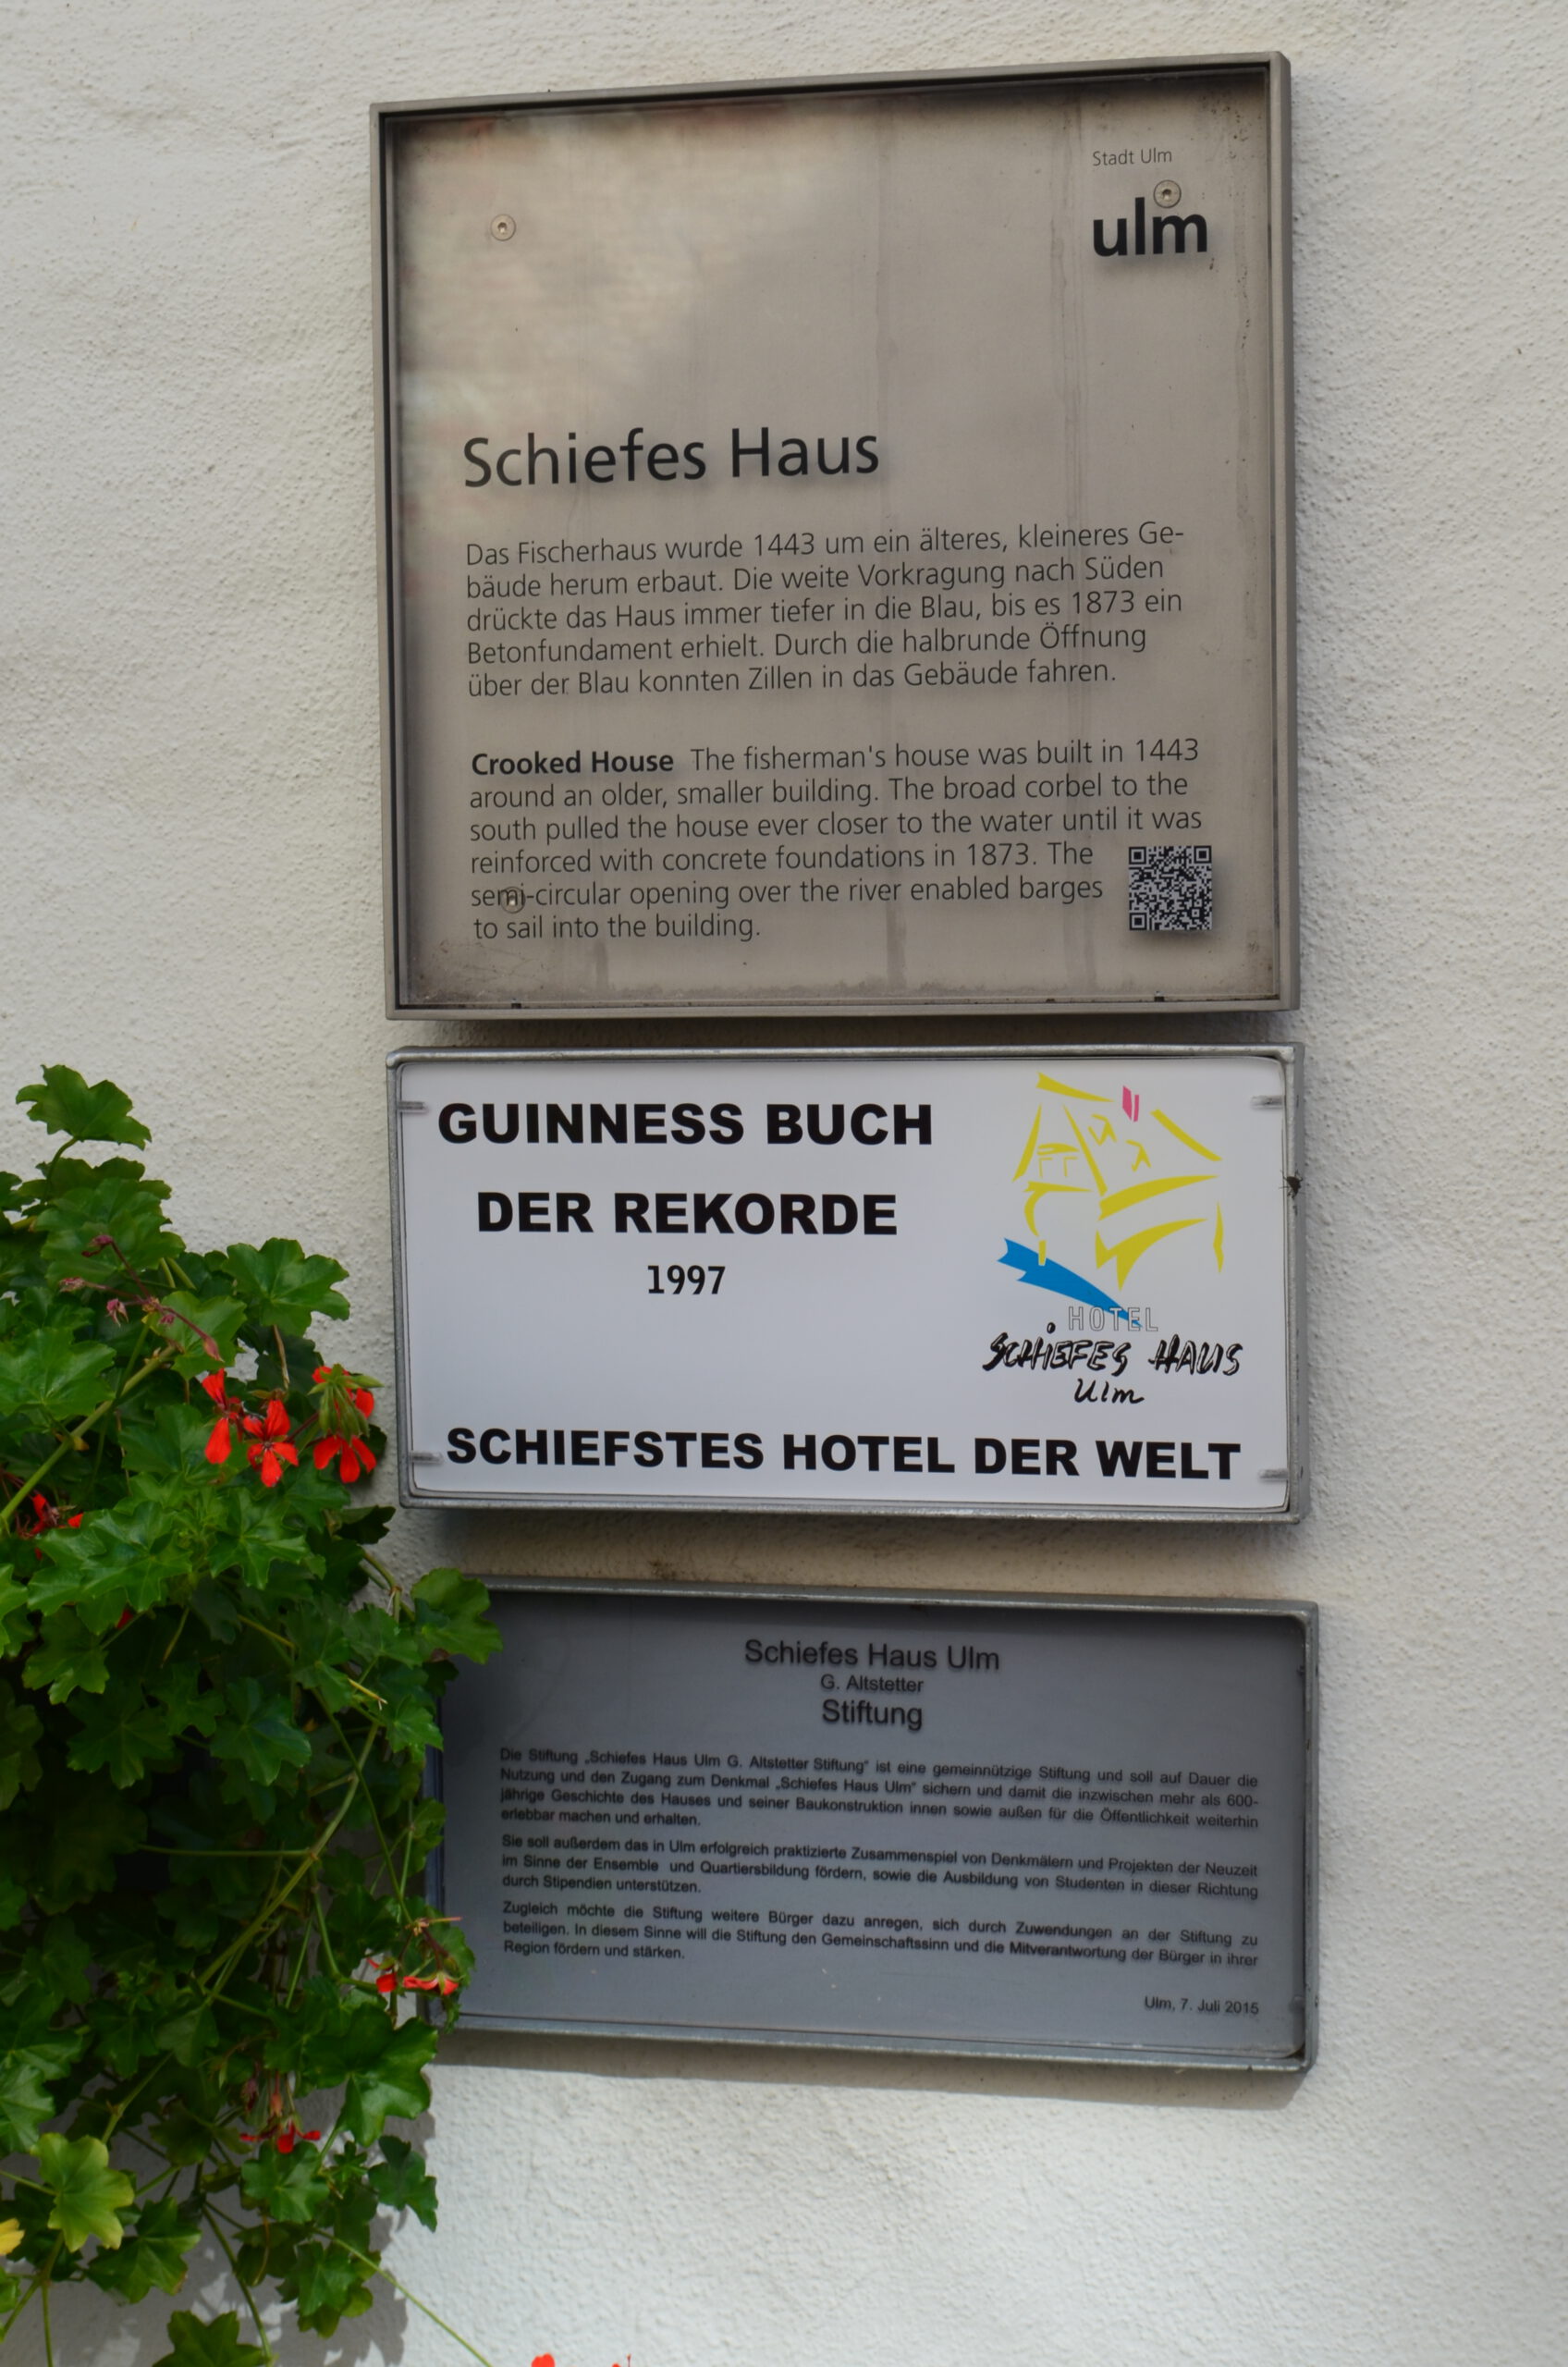 Stadt Ulm
ulm
Schiefes Haus
Das Fischerhaus wurde 1443 um ein älteres, kleineres Ge-
bäude herum erbaut. Die weite Vorkragung nach Süden
drückte das Haus immer tiefer in die Blau, bis es 1873 ein
Betonfundament erhielt. Durch die halbrunde Öffnung
über der Blau konnten Zillen in das Gebäude fahren.
Crooked House The fisherman's house was built in 1443
around an older, smaller building. The broad corbel to the
south pulled the house ever closer to the water until it was
reinforced with concrete foundations in 1873. The
semi-circular opening over the river enabled barges
to sail into the building.
GUINNESS BUCH
DER REKORDE
1997
HOTEL
SCHiEFES HAUS
Ulm
SCHIEFSTES HOTEL DER WELT
Schiefes Haus Ulm
G. Altstetter
Stiftung
Die Stiftung „Schiefes Haus Ulm G. Altstetter Stiftung" ist eine gemeinnützige Stiftung und soll auf Dauer die
Nutzung und den Zugang zum Denkmal „Schiefes Haus Ulm" sichern und damit die inzwischen mehr als 600-
jährige Geschichte des Hauses und seiner Baukonstruktion innen sowie außen für die Öffentlichkeit weiterhin
erlebbar machen und erhalten.
Sie soll außerdem das in Ulm erfolgreich praktizierte Zusammenspiel von Denkmälern und Projekten der Neuzeit
im Sinne der Ensemble und Quartiersbildung fördern, sowie die Ausbildung von Studenten in dieser Richtung
durch Stipendien unterstützen.
Zugleich möchte die Stiftung weitere Bürger dazu anregen, sich durch Zuwendungen an der Stiftung zu
beteiligen. In diesem Sinne will die Stiftung den Gemeinschaftssinn und die Mitverantwortung der Bürger in ihrer
Region fördern und stärken.
Ulm, 7. Juli 2015